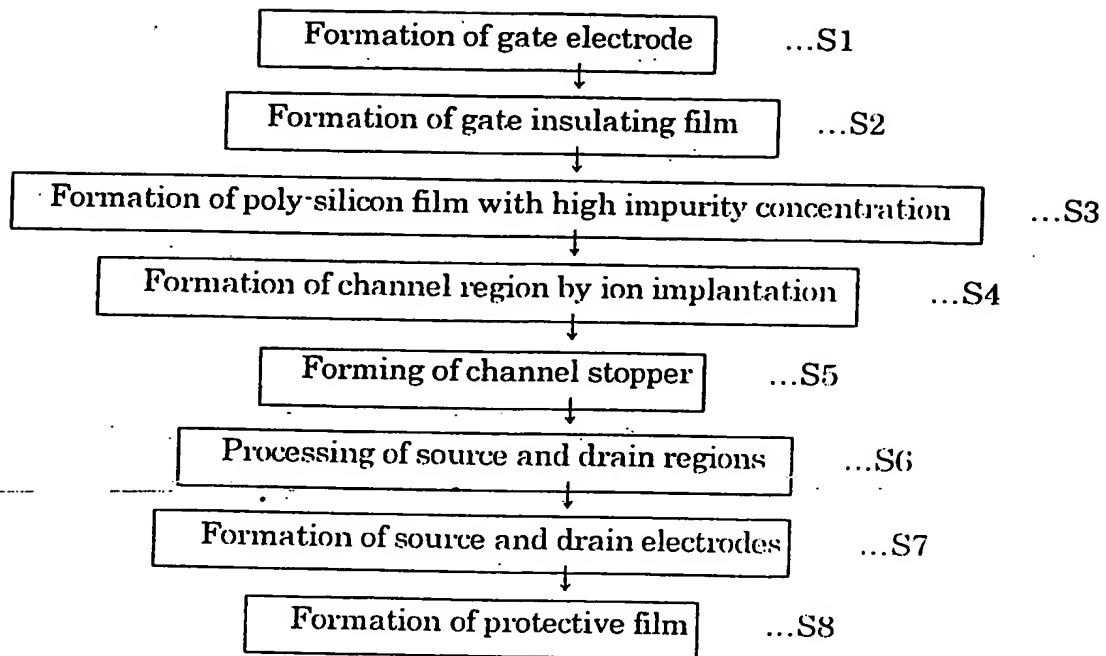 Formation of gate electrode ...S1
Formation of gate insulating film ...S2
Formation of poly-silicon film with high impurity concentration ...S3
Formation of channel region by ion implantation ...S4
Forming of channel stopper ...S5
Processing of source and drain regions ...S6
Formation of source and drain electrodes ...S7
Formation of protective film ...S8